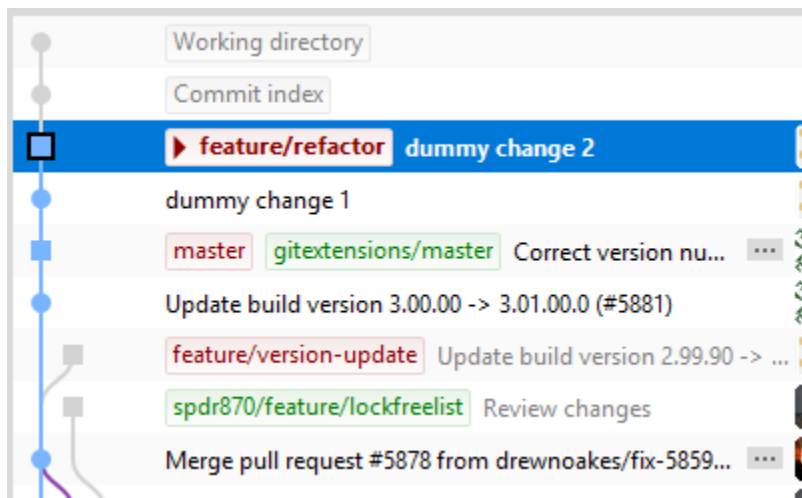 Working directory
Commit index
feature/refactor dummy change 2
dummy change 1
master gitextensions/master Correct version nu... ...
Update build version 3.00.00 -> 3.01.00.0 (#5881)
feature/version-update Update build version 2.99.90 -> ...
spdr870/feature/lockfreelist Review changes
Merge pull request #5878 from drewnoakes/fix-5859... ...